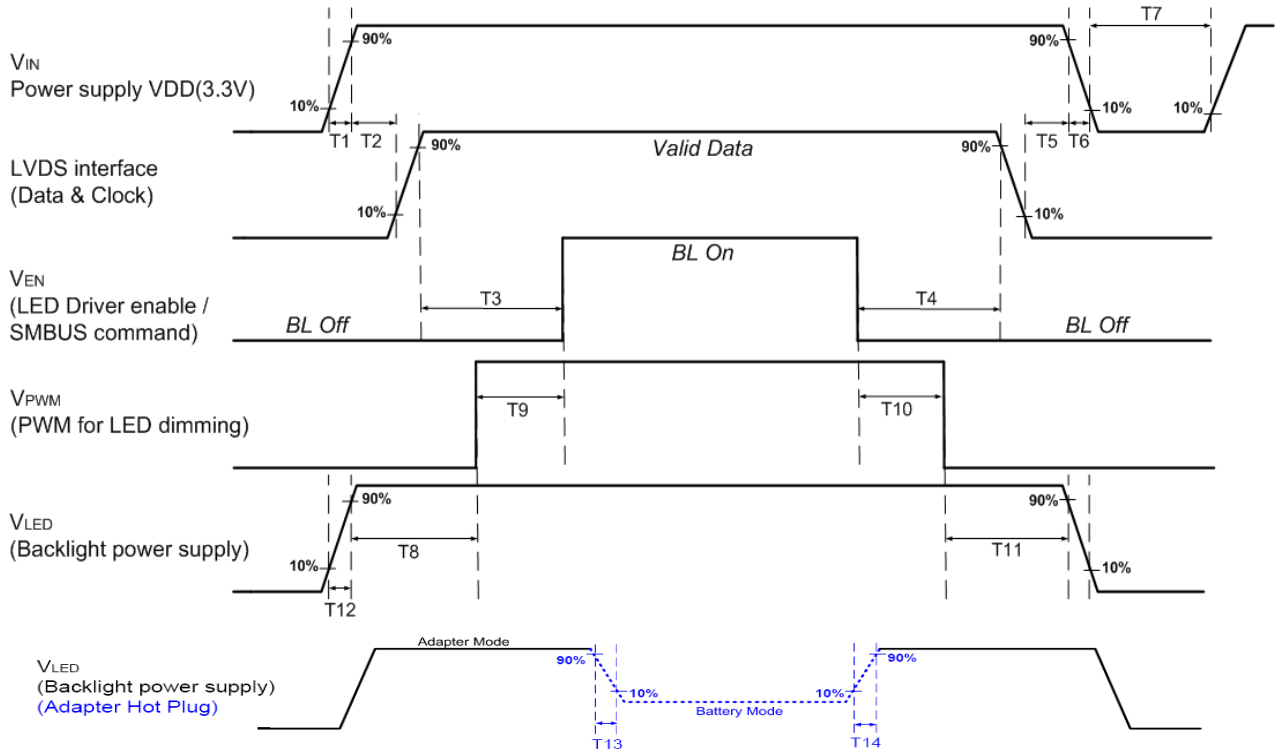 T7
90%
90%
VIN
Power supply VDD(3.3V)
10%
10%
10%
T1
T2
T5
T6
90%
Valid Data
90%
LVDS interface
(Data & Clock)
10%
10%
BL On
VEN
(LED Driver enable /
SMBUS command)
T3
T4
BL Off
BL Off
VPWM
(PWM for LED dimming)
T9
T10
90%
90%
VLED
(Backlight power supply)
T8
T11
10%
10%
T12
Adapter Mode
VLED
(Backlight power supply)
(Adapter Hot Plug)
90%
90%
10%
10%
Battery Mode
T13
T14